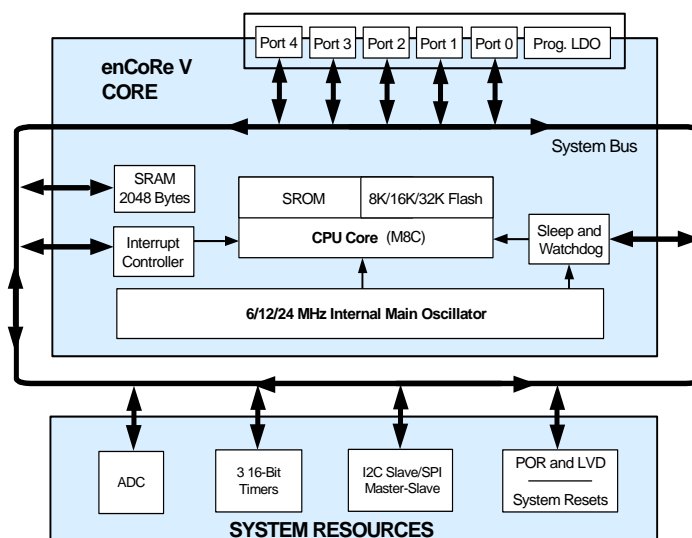 Port 4 Port 3 Port 2 Port 1 Port 0 Prog. LDO
enCoRe V
CORE
System Bus
SRAM
2048 Bytes
SROM 8K/16K/32K Flash
CPU Core (M8C)
Interrupt
Controller
Sleep and
Watchdog
6/12/24 MHz Internal Main Oscillator
ADC
3 16-Bit
Timers
I2C Slave/SPI
Master-Slave
POR and LVD
System Resets
SYSTEM RESOURCES